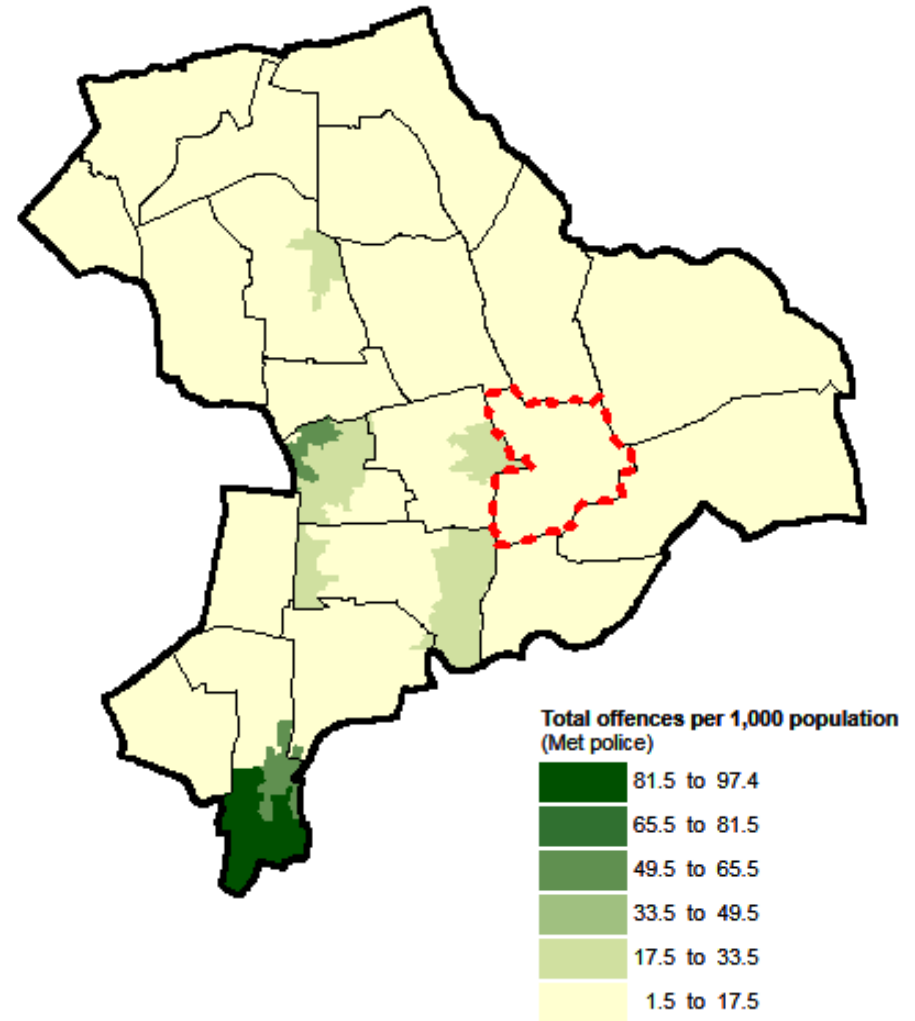 Total offences per 1,000 population
(Met police)
81.5 to 97.4
65.5 to 81.5
49.5 to 65.5
33.5 to 49.5
17.5 to 33.5
1.5 to 17.5